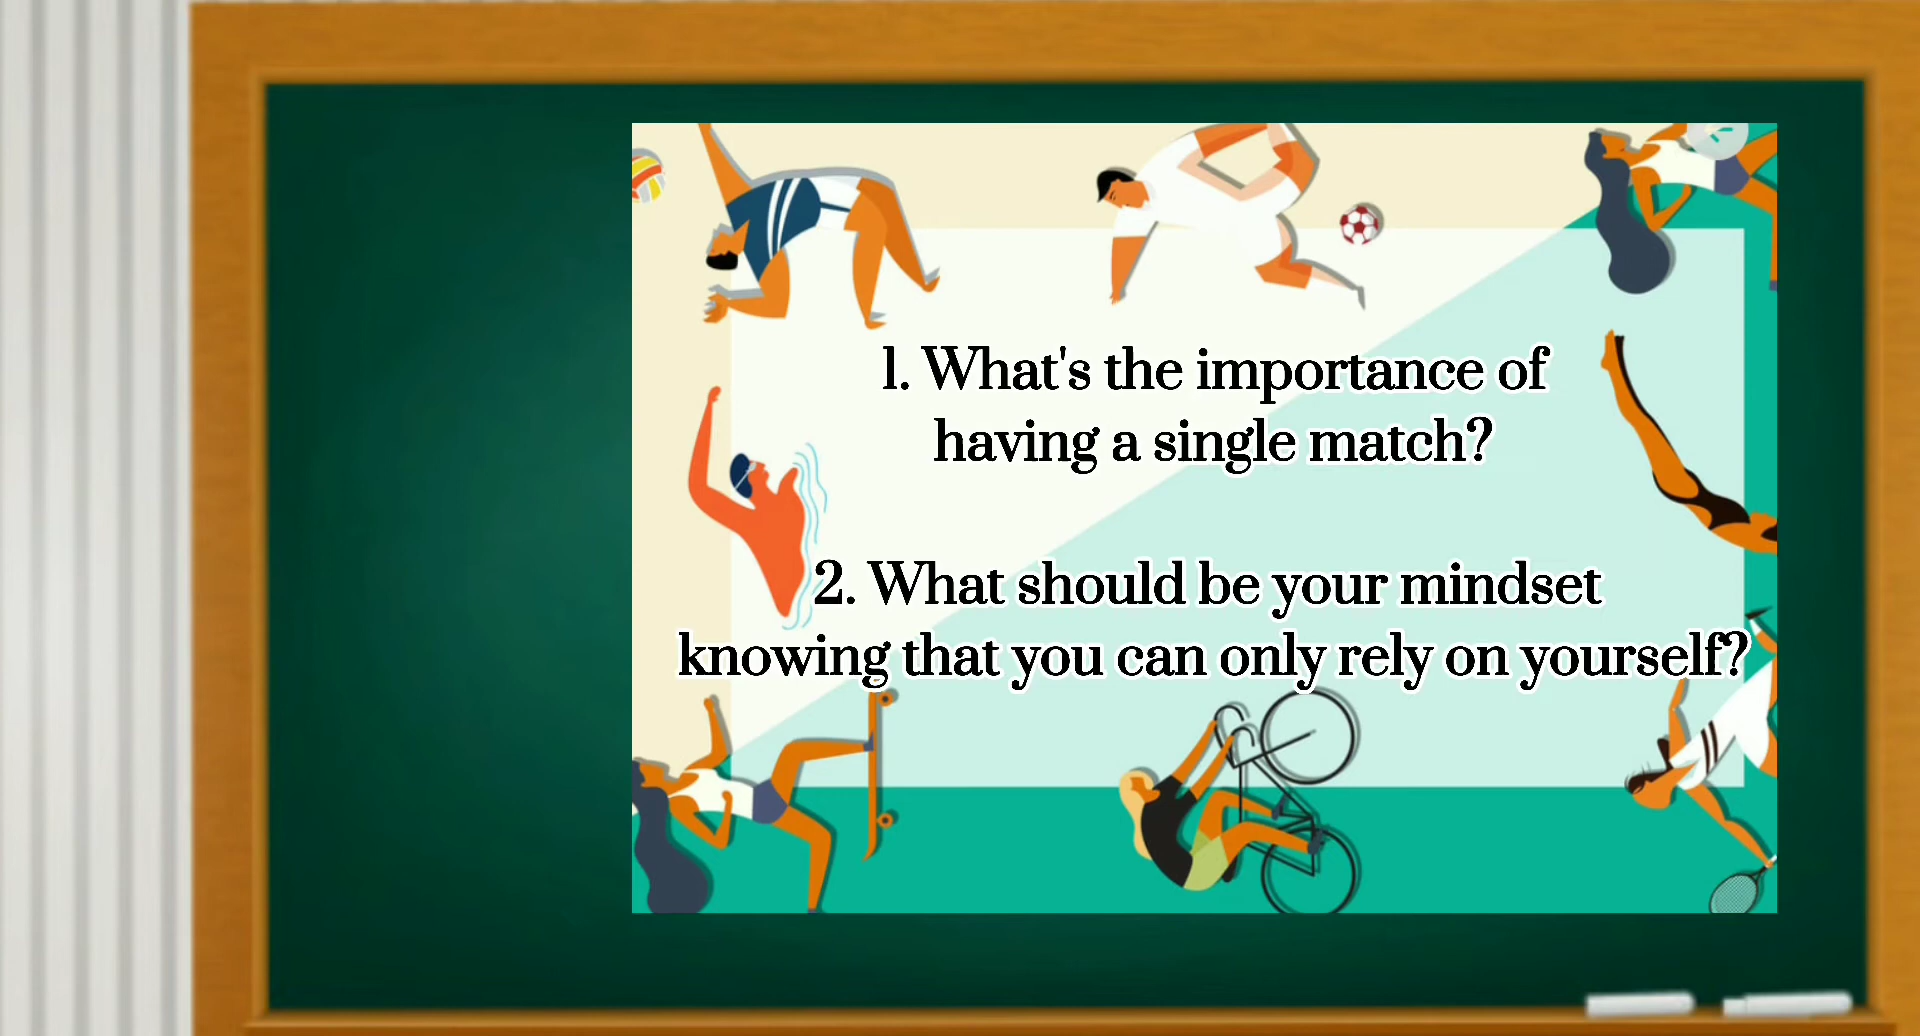 1. What's the importance of
having a single match?
2. What should be your mindset
knowing that you can only rely on yourself?